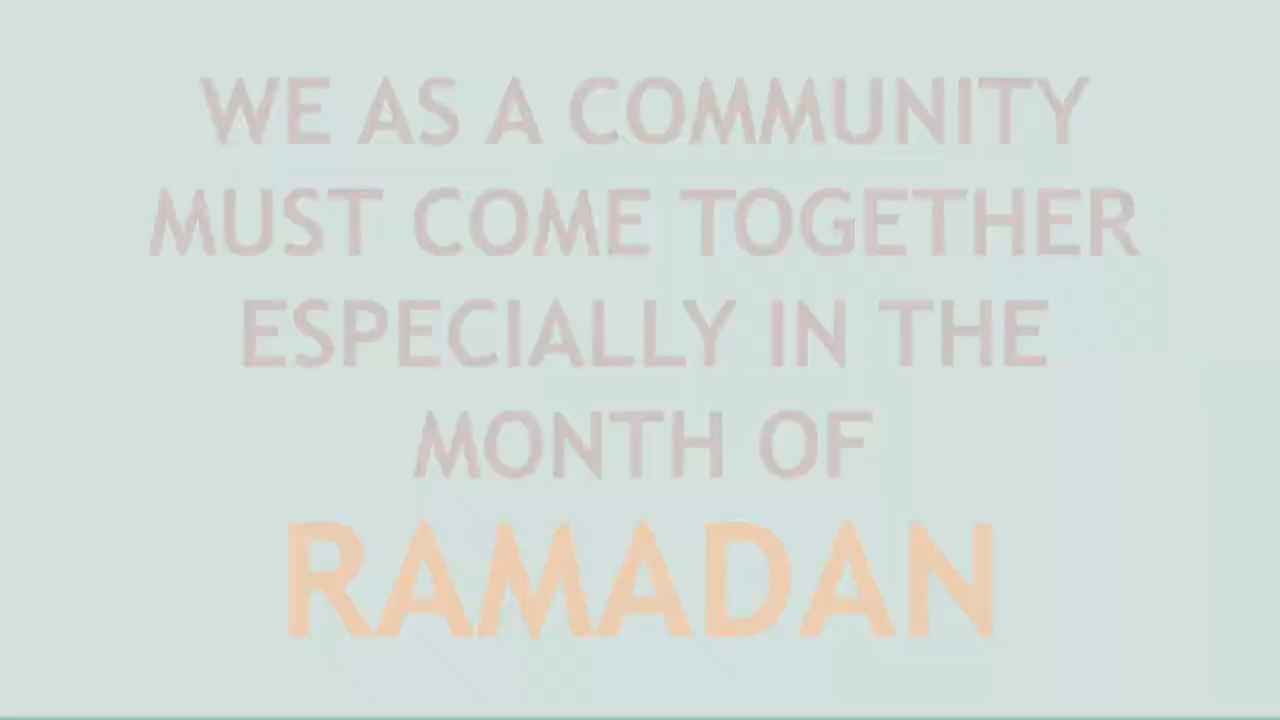 WE AS A COMMUNITY
MUST COME TOGETHER
ESPECIALLY IN THE
MONTH OF
RAMADAN